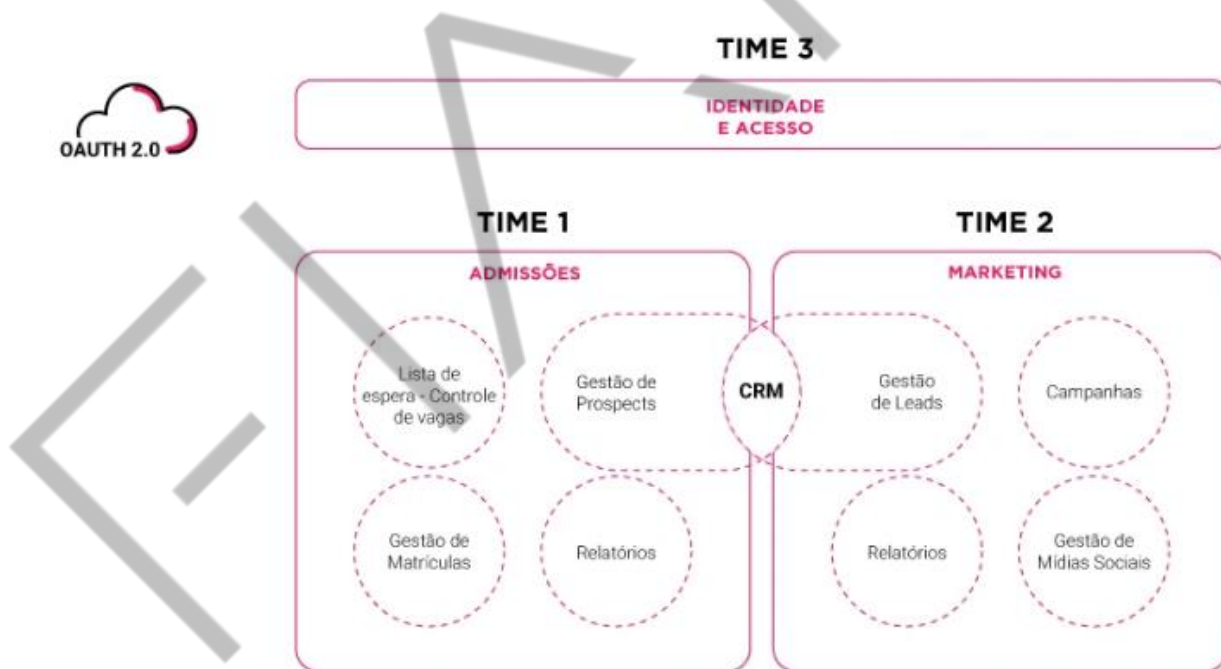 TIME 3
IDENTIDADE
E ACESSO
OAUTH 2.0
TIME 1
TIME 2
ADMISSÕES
MARKETING
Lista de
espera - Controle
de vagas
Gestão de
Prospects
CRM
Gestão
de Leads
Campanhas
Gestão de
Matrículas
Relatórios
Relatórios
Gestão de
Mídias Sociais